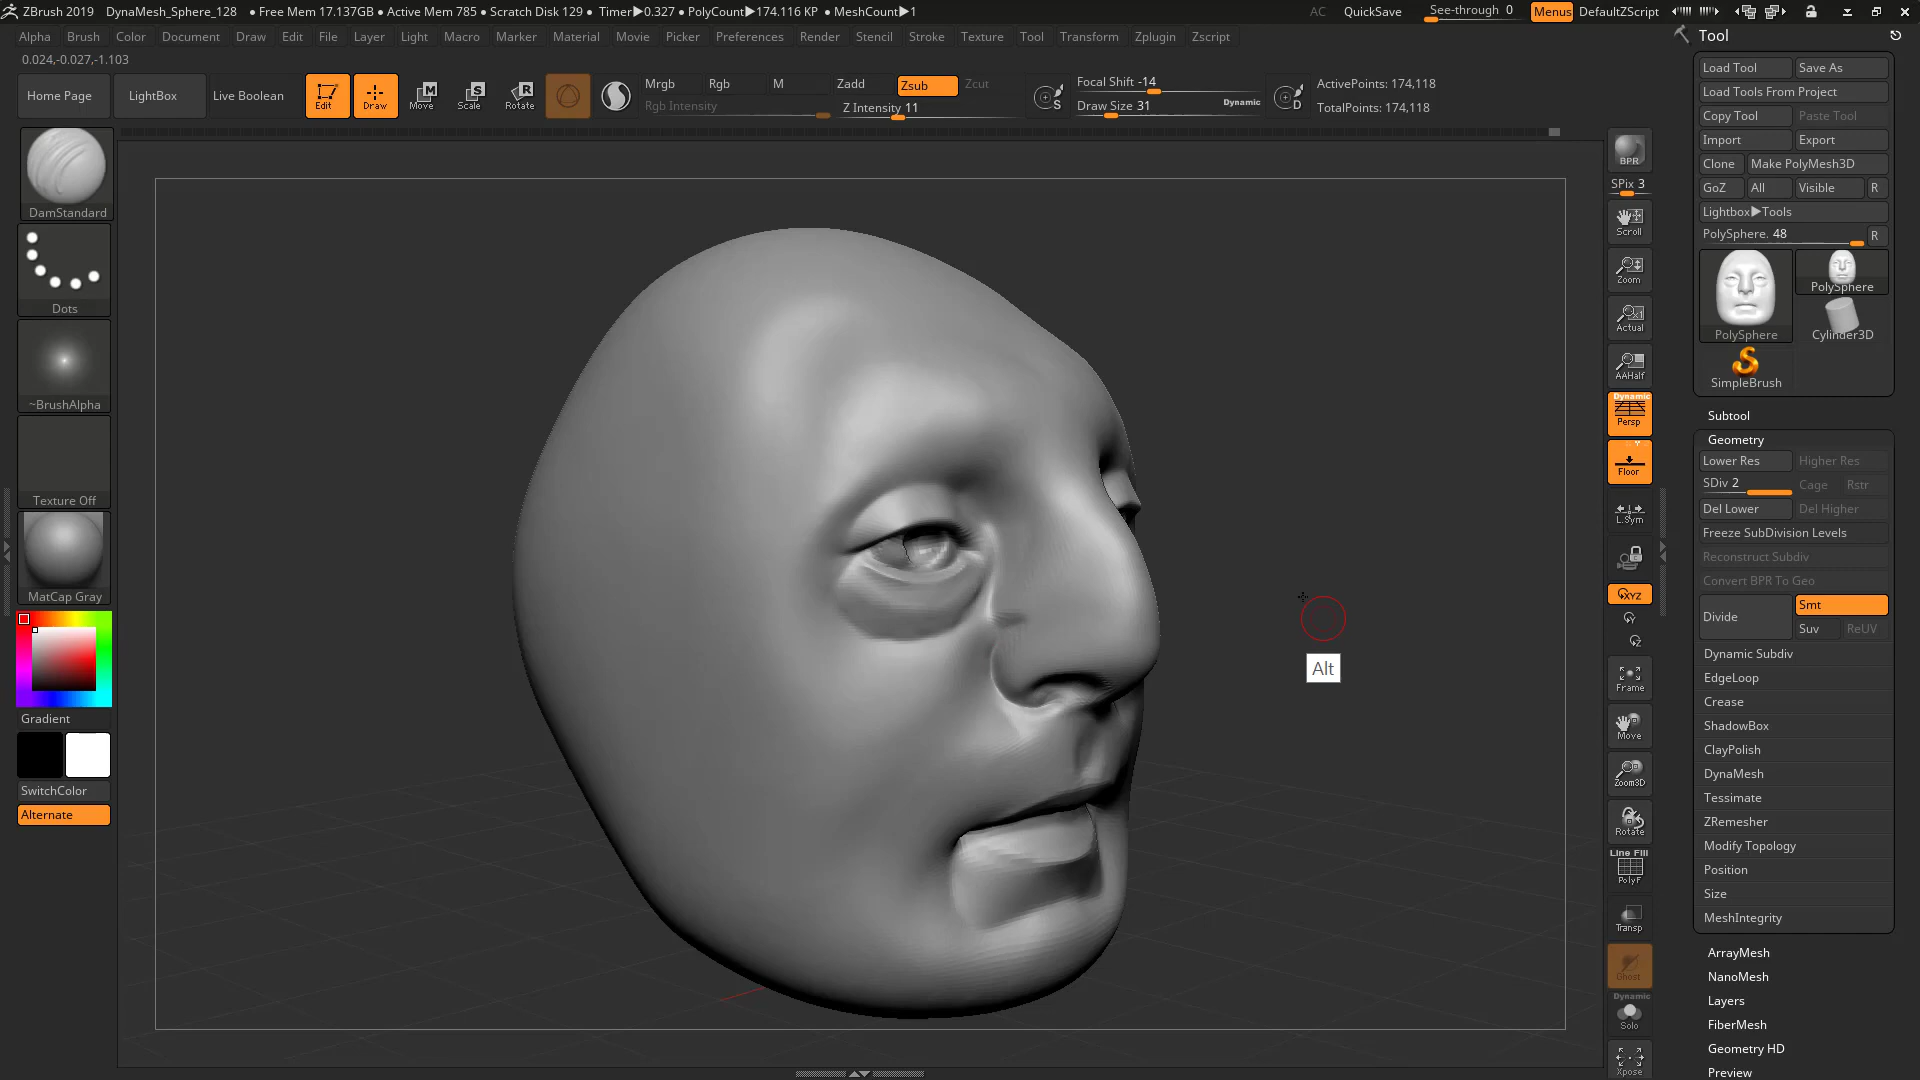 ZBrush 2019 DynaMesh_Sphere_128 • Free Mem 17.137GB • Active Mem 785 • Scratch Disk 129 • Timer▶0.327 • PolyCount▶174.116 KP • MeshCount▶1 AC QuickSave See-through 0 Menus DefaultZScript
Alpha Brush Color Document Draw Edit File Layer Light Macro Marker Material Movie Picker Preferences Render Stencil Stroke Texture Tool Transform Zplugin Zscript
0.024,-0.027,-1.103
Home Page LightBox Live Boolean Edit Draw Move Scale Rotate
Mrgb Rgb M Zadd Zsub Zcut
Rgb Intensity Z Intensity 11
Focal Shift -14
Draw Size 31 Dynamic
ActivePoints: 174,118
TotalPoints: 174,118
DamStandard
Dots
~BrushAlpha
Texture Off
MatCap Gray
Gradient
SwitchColor
Alternate
Alt
BPR
SPix 3
Scroll
Zoom
Actual
AAHalf
Dynamic
Persp
Floor
L.Sym
XYZ
Y
Z
Frame
Move
Zoom3D
Rotate
Line Fill
PolyF
Transp
Ghost
Dynamic
Solo
Xpose
Tool
Load Tool Save As
Load Tools From Project
Copy Tool Paste Tool
Import Export
Clone Make PolyMesh3D
GoZ All Visible R
Lightbox▶Tools
PolySphere. 48 R
PolySphere
PolySphere Cylinder3D
SimpleBrush
Subtool
Geometry
Lower Res Higher Res
SDiv 2 Cage Rstr
Del Lower Del Higher
Freeze SubDivision Levels
Reconstruct Subdiv
Convert BPR To Geo
Divide Smt
Suv ReUV
Dynamic Subdiv
EdgeLoop
Crease
ShadowBox
ClayPolish
DynaMesh
Tessimate
ZRemesher
Modify Topology
Position
Size
MeshIntegrity
ArrayMesh
NanoMesh
Layers
FiberMesh
Geometry HD
Preview